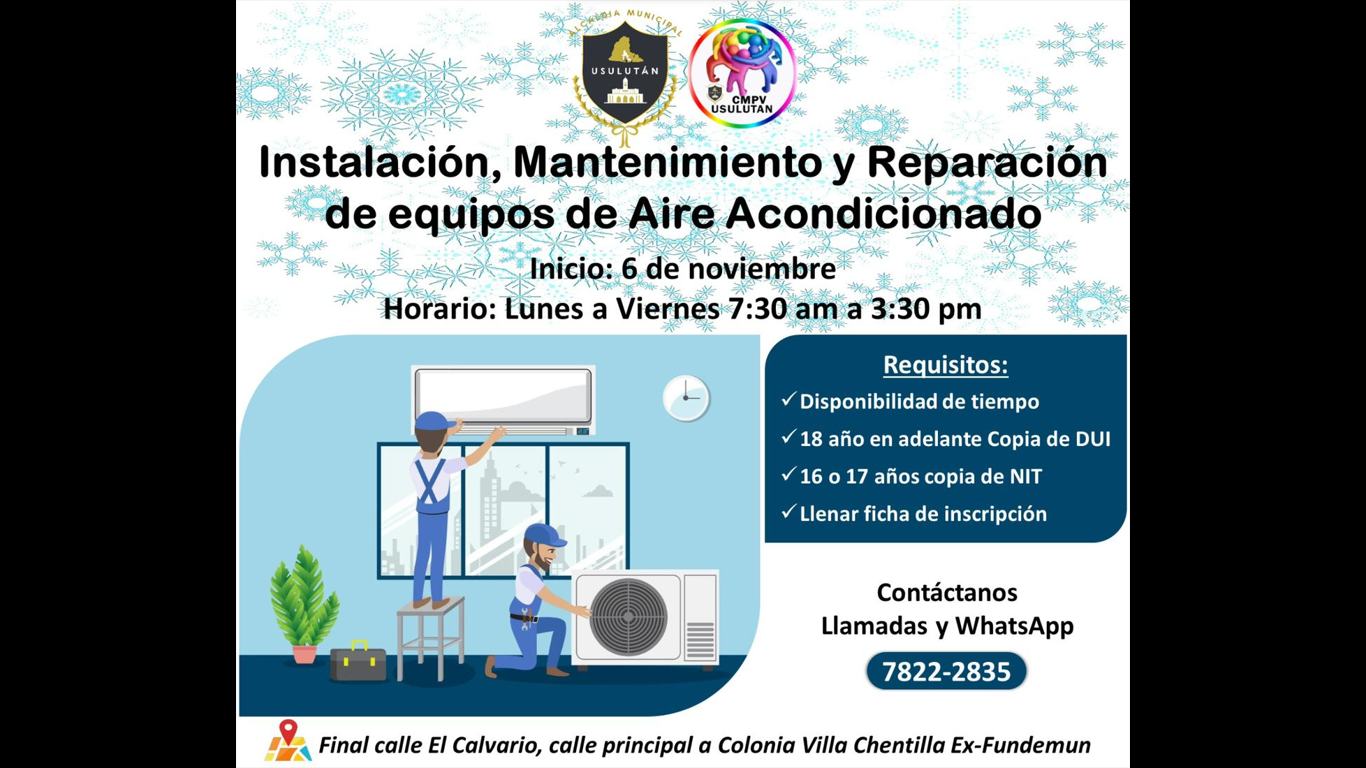 ALCALDIA MUNICIPAL
USULUTÁN
CMPV
USULUTAN
Instalación, Mantenimiento y Reparación
de equipos de Aire Acondicionado
Inicio: 6 de noviembre
Horario: Lunes a Viernes 7:30 am a 3:30 pm
Requisitos:
✓Disponibilidad de tiempo
✓18 año en adelante Copia de DUI
✓16 o 17 años copia de NIT
✓Llenar ficha de inscripción
Contáctanos
Llamadas y WhatsApp
7822-2835
Final calle El Calvario, calle principal a Colonia Villa Chentilla Ex-Fundemun